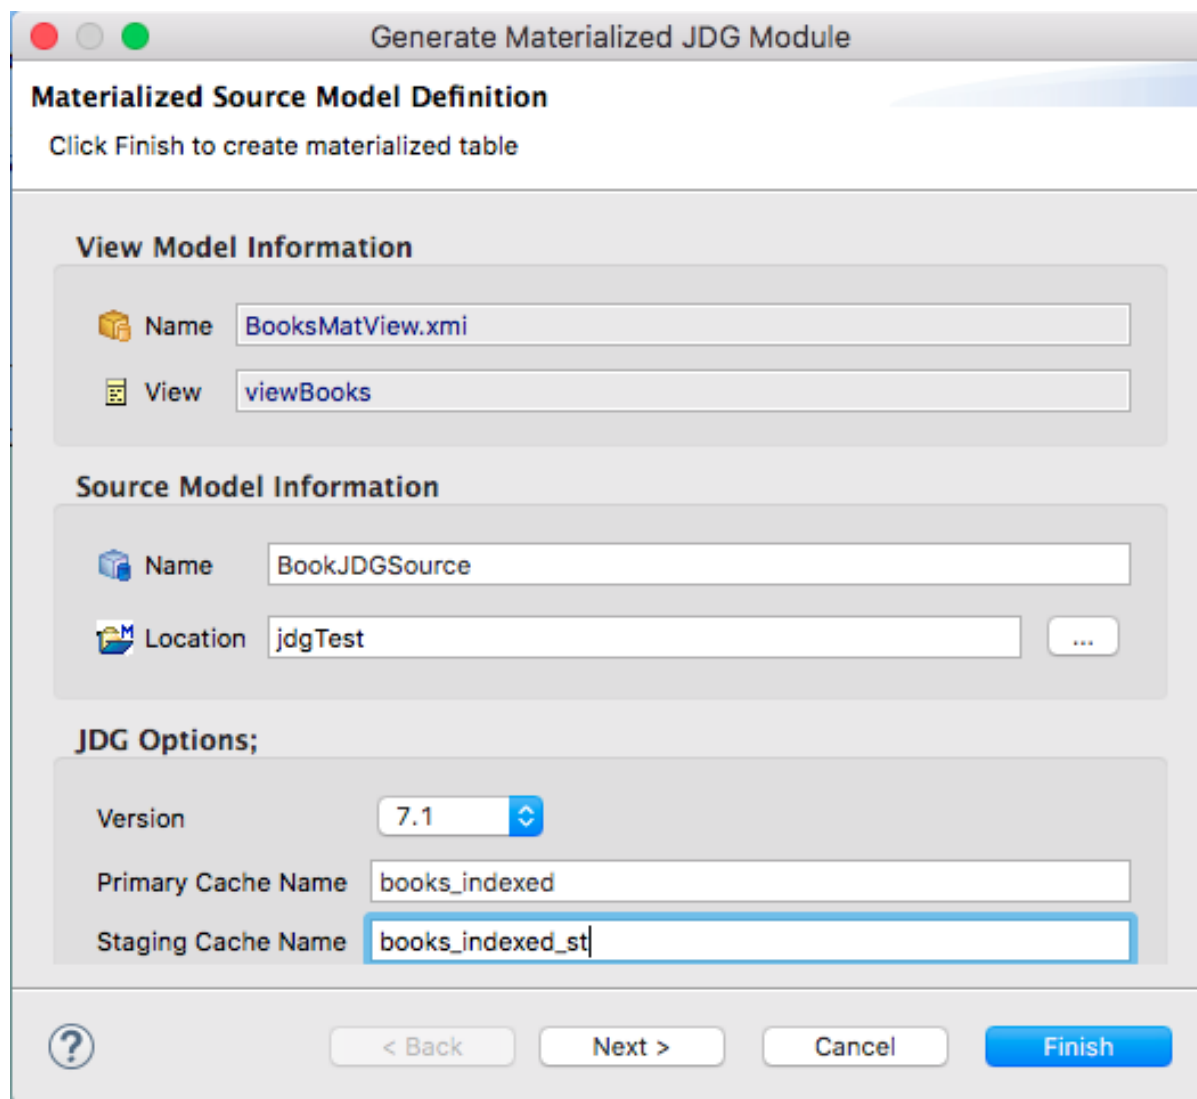 Generate Materialized JDG Module
Materialized Source Model Definition
Click Finish to create materialized table
View Model Information
Name BooksMatView.xmi
View viewBooks
Source Model Information
Name BookJDGSource
M Location jdgTest ...
JDG Options;
Version 7.1
Primary Cache Name books_indexed
Staging Cache Name books_indexed_st
? < Back Next > Cancel Finish